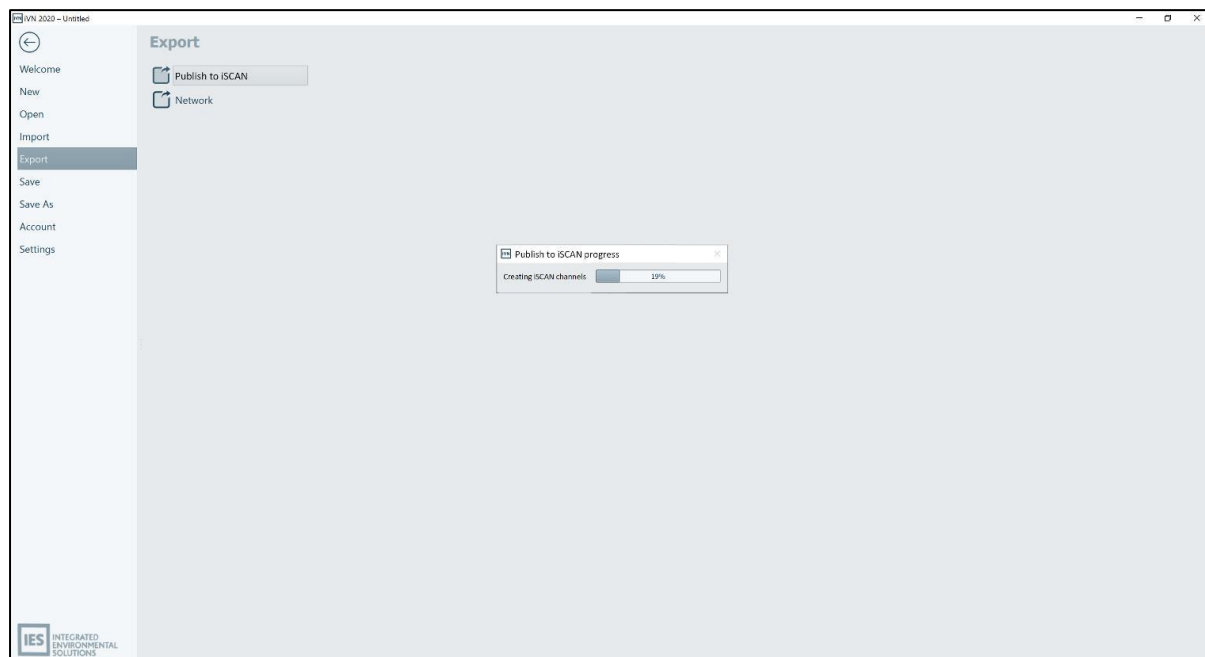 iVN 2020 – Untitled
Export
Welcome
New
Open
Import
Export
Save
Save As
Account
Settings
Publish to iSCAN
Network
Publish to iSCAN progress
Creating iSCAN channels 19%
IES INTEGRATED
ENVIRONMENTAL
SOLUTIONS